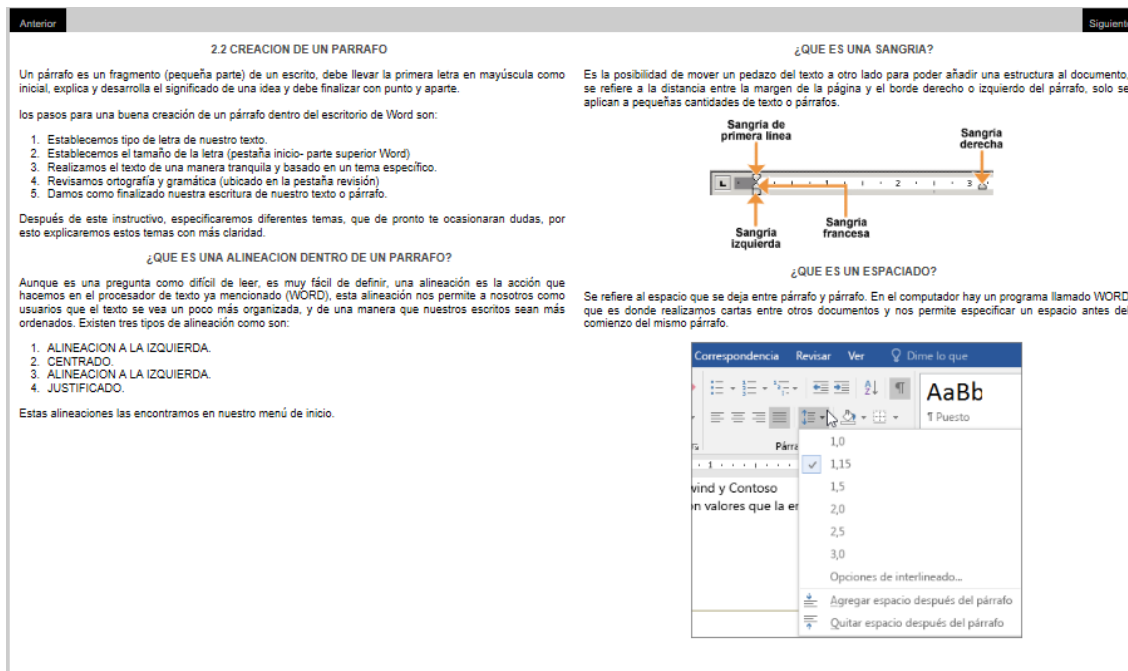 Anterior
Siguiente
2.2 CREACION DE UN PARRAFO
Un párrafo es un fragmento (pequeña parte) de un escrito, debe llevar la primera letra en mayúscula como
inicial, explica y desarrolla el significado de una idea y debe finalizar con punto y aparte.
los pasos para una buena creación de un párrafo dentro del escritorio de Word son:
1. Establecemos tipo de letra de nuestro texto.
2. Establecemos el tamaño de la letra (pestaña inicio- parte superior Word)
3. Realizamos el texto de una manera tranquila y basado en un tema específico.
4. Revisamos ortografía y gramática (ubicado en la pestaña revisión)
5. Damos como finalizado nuestra escritura de nuestro texto o párrafo.
Después de este instructivo, especificaremos diferentes temas, que de pronto te ocasionaran dudas, por
esto explicaremos estos temas con más claridad.
¿QUE ES UNA ALINEACION DENTRO DE UN PARRAFO?
Aunque es una pregunta como difícil de leer, es muy fácil de definir, una alineación es la acción que
hacemos en el procesador de texto ya mencionado (WORD), esta alineación nos permite a nosotros como
usuarios que el texto se vea un poco más organizada, y de una manera que nuestros escritos sean más
ordenados. Existen tres tipos de alineación como son:
1. ALINEACION A LA IZQUIERDA.
2. CENTRADO.
3. ALINEACION A LA IZQUIERDA.
4. JUSTIFICADO.
Estas alineaciones las encontramos en nuestro menú de inicio.
¿QUE ES UNA SANGRIA?
Es la posibilidad de mover un pedazo del texto a otro lado para poder añadir una estructura al documento,
se refiere a la distancia entre la margen de la página y el borde derecho o izquierdo del párrafo, solo se
aplican a pequeñas cantidades de texto o párrafos.
Sangría de
primera línea
Sangría
derecha
L 1 2 3
Sangría
izquierda
Sangría
francesa
¿QUE ES UN ESPACIADO?
Se refiere al espacio que se deja entre párrafo y párrafo. En el computador hay un programa llamado WORD
que es donde realizamos cartas entre otros documentos y nos permite especificar un espacio antes del
comienzo del mismo párrafo.
Correspondencia Revisar Ver Dime lo que
AaBb
¶ Puesto
Párra
1
wind y Contoso
on valores que la en
1,0
1,15
1,5
2,0
2,5
3,0
Opciones de interlineado...
Agregar espacio después del párrafo
Quitar espacio después del párrafo